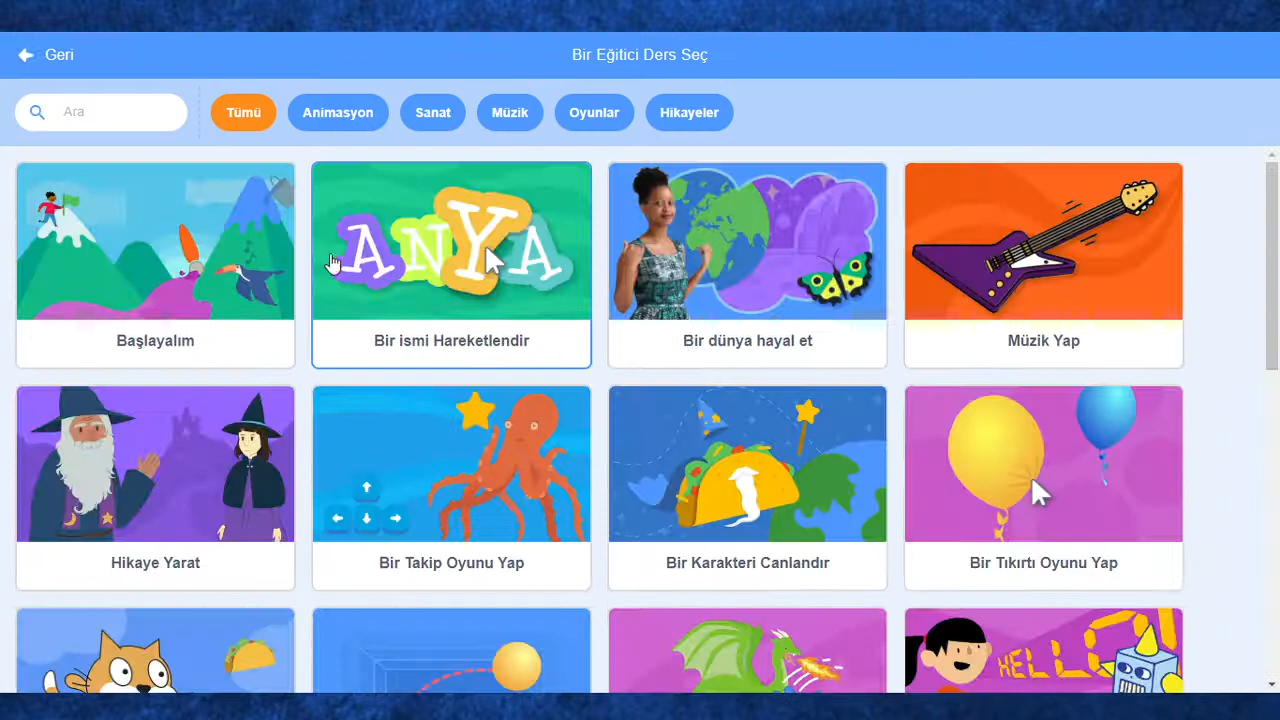 Geri
Bir Eğitici Ders Seç
Ara
Tümü
Animasyon
Sanat
Müzik
Oyunlar
Hikayeler
ANYA
Başlayalım
Bir ismi Hareketlendir
Bir dünya hayal et
Müzik Yap
Hikaye Yarat
Bir Takip Oyunu Yap
Bir Karakteri Canlandır
Bir Tıkırtı Oyunu Yap
HELLO!